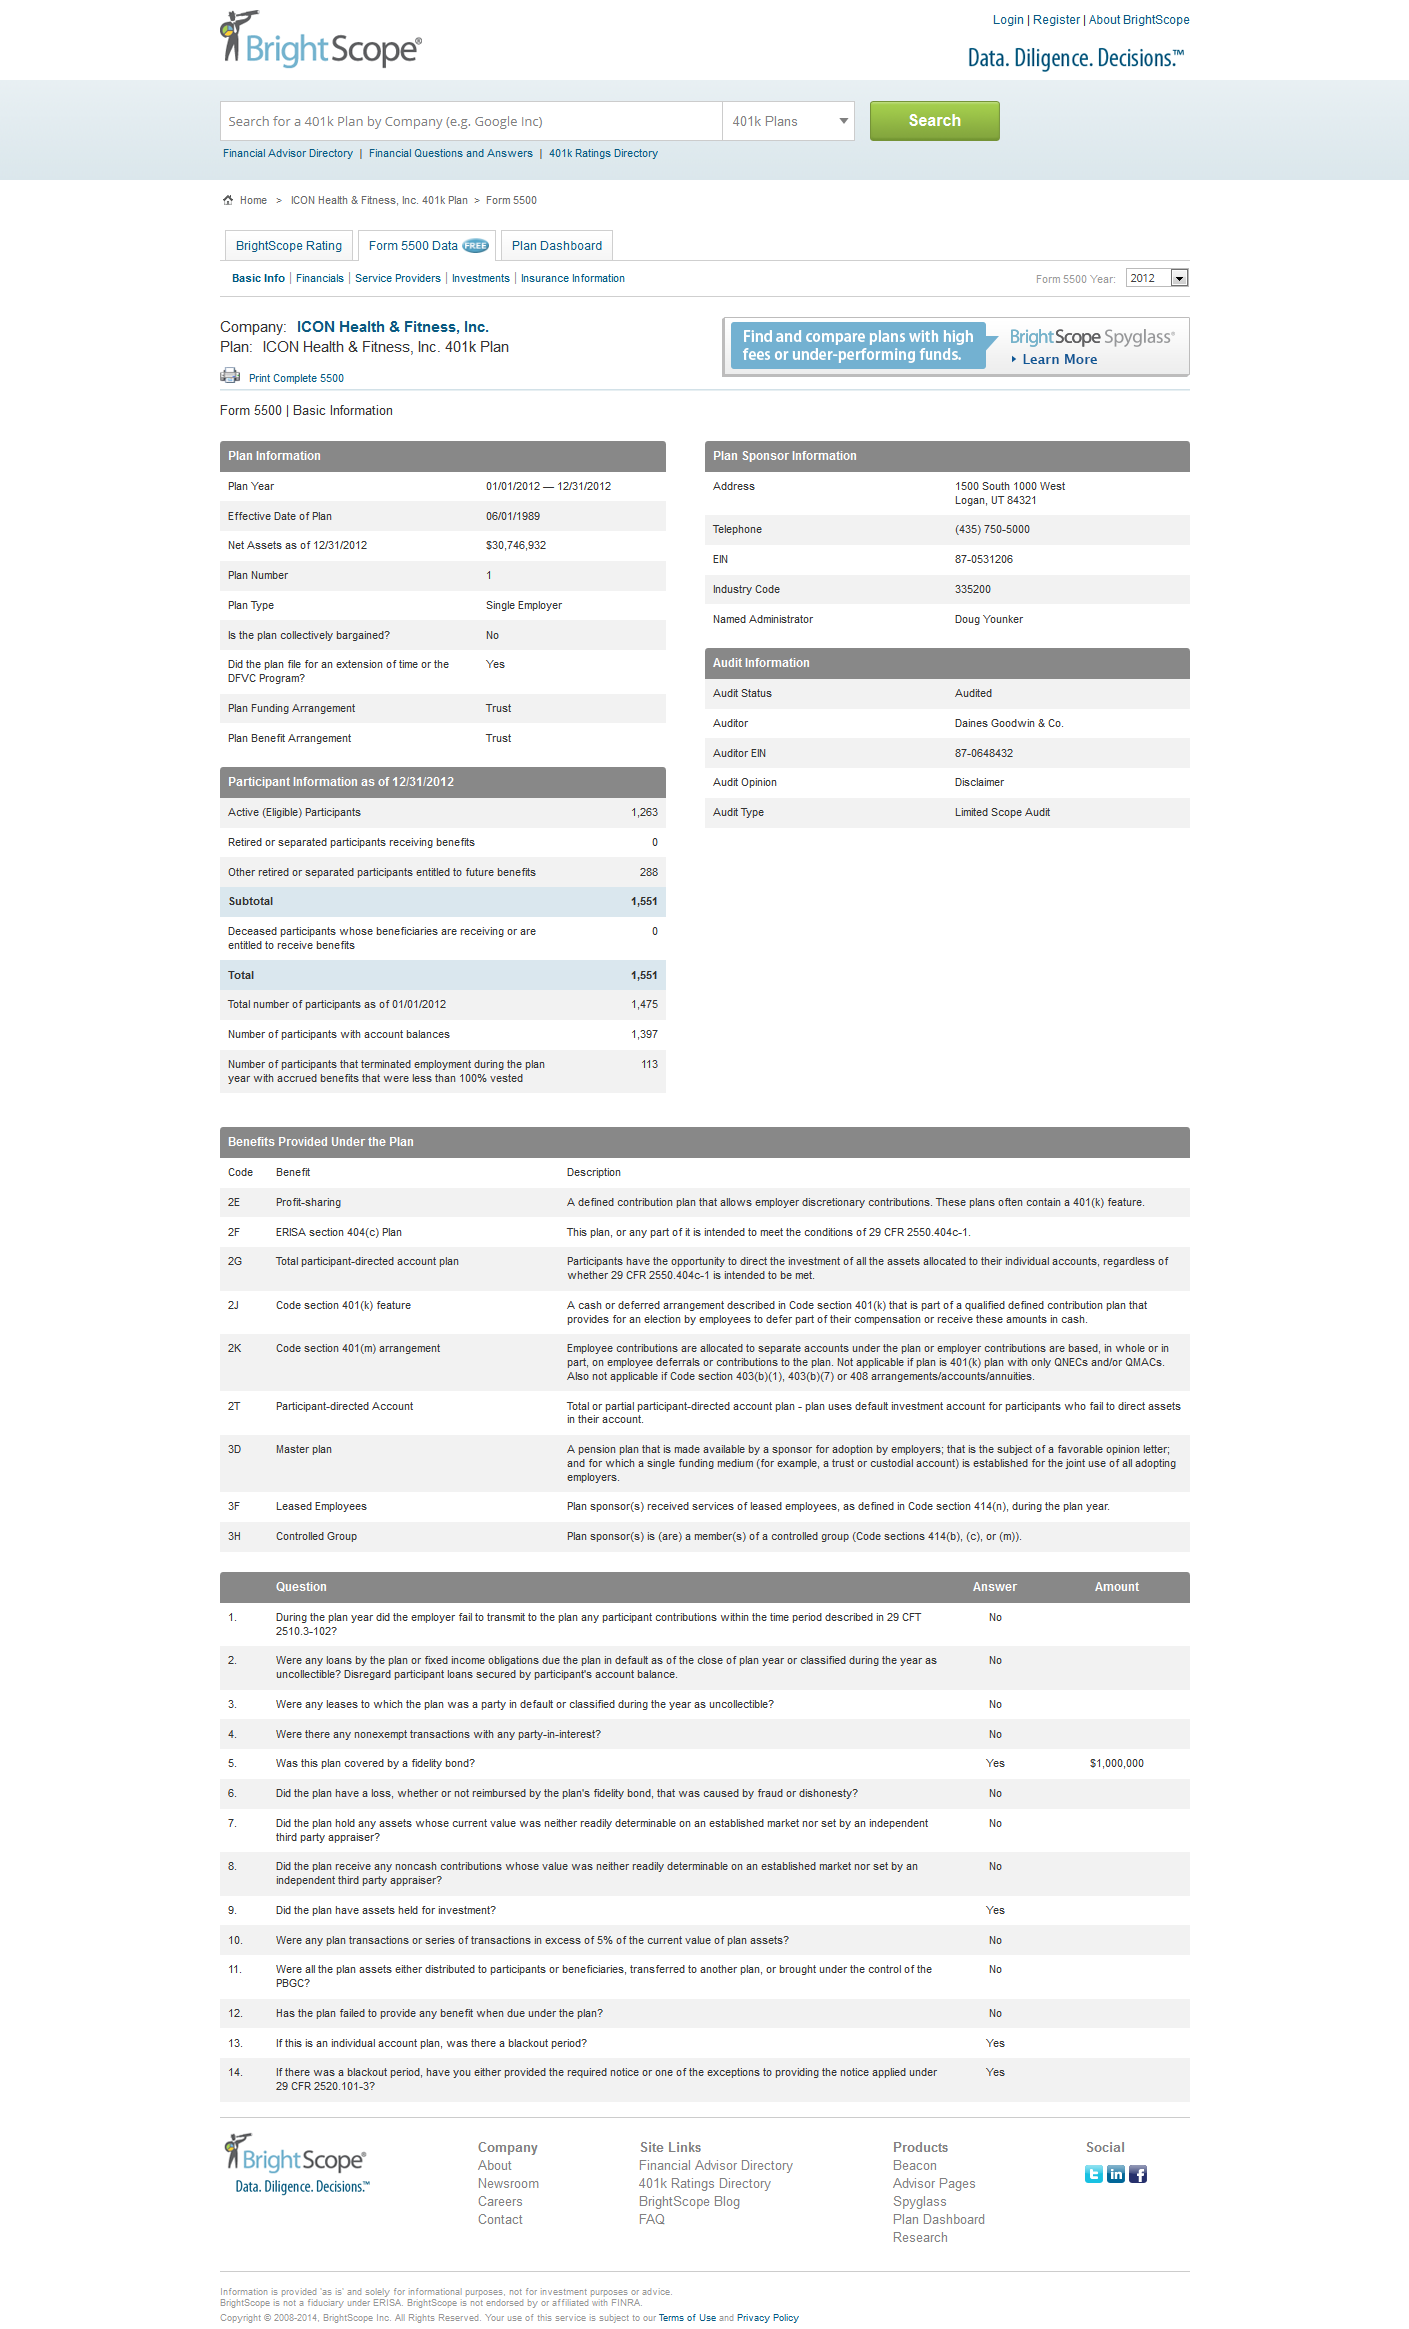 BrightScope®
Login | Register | About BrightScope
Data. Diligence. Decisions.™
Search for a 401k Plan by Company (e.g. Google Inc)
401k Plans
Search
Financial Advisor Directory | Financial Questions and Answers | 401k Ratings Directory
Home > ICON Health & Fitness, Inc. 401k Plan > Form 5500
BrightScope Rating
Form 5500 Data FREE
Plan Dashboard
Basic Info | Financials | Service Providers | Investments | Insurance Information
Form 5500 Year: 2012
Company: ICON Health & Fitness, Inc.
Plan: ICON Health & Fitness, Inc. 401k Plan
Print Complete 5500
Find and compare plans with high
fees or under-performing funds.
BrightScope Spyglass®
Learn More
Form 5500 | Basic Information
Plan Information
Plan Year 01/01/2012 — 12/31/2012
Effective Date of Plan 06/01/1989
Net Assets as of 12/31/2012 $30,746,932
Plan Number 1
Plan Type Single Employer
Is the plan collectively bargained? No
Did the plan file for an extension of time or the Yes
DFVC Program?
Plan Funding Arrangement Trust
Plan Benefit Arrangement Trust
Participant Information as of 12/31/2012
Active (Eligible) Participants 1,263
Retired or separated participants receiving benefits 0
Other retired or separated participants entitled to future benefits 288
Subtotal 1,551
Deceased participants whose beneficiaries are receiving or are 0
entitled to receive benefits
Total 1,551
Total number of participants as of 01/01/2012 1,475
Number of participants with account balances 1,397
Number of participants that terminated employment during the plan 113
year with accrued benefits that were less than 100% vested
Plan Sponsor Information
Address 1500 South 1000 West
Logan, UT 84321
Telephone (435) 750-5000
EIN 87-0531206
Industry Code 335200
Named Administrator Doug Younker
Audit Information
Audit Status Audited
Auditor Daines Goodwin & Co.
Auditor EIN 87-0648432
Audit Opinion Disclaimer
Audit Type Limited Scope Audit
Benefits Provided Under the Plan
Code Benefit Description
2E Profit-sharing A defined contribution plan that allows employer discretionary contributions. These plans often contain a 401(k) feature.
2F ERISA section 404(c) Plan This plan, or any part of it is intended to meet the conditions of 29 CFR 2550.404c-1.
2G Total participant-directed account plan Participants have the opportunity to direct the investment of all the assets allocated to their individual accounts, regardless of
whether 29 CFR 2550.404c-1 is intended to be met.
2J Code section 401(k) feature A cash or deferred arrangement described in Code section 401(k) that is part of a qualified defined contribution plan that
provides for an election by employees to defer part of their compensation or receive these amounts in cash.
2K Code section 401(m) arrangement Employee contributions are allocated to separate accounts under the plan or employer contributions are based, in whole or in
part, on employee deferrals or contributions to the plan. Not applicable if plan is 401(k) plan with only QNECs and/or QMACs.
Also not applicable if Code section 403(b)(1), 403(b)(7) or 408 arrangements/accounts/annuities.
2T Participant-directed Account Total or partial participant-directed account plan - plan uses default investment account for participants who fail to direct assets
in their account.
3D Master plan A pension plan that is made available by a sponsor for adoption by employers; that is the subject of a favorable opinion letter;
and for which a single funding medium (for example, a trust or custodial account) is established for the joint use of all adopting
employers.
3F Leased Employees Plan sponsor(s) received services of leased employees, as defined in Code section 414(n), during the plan year.
3H Controlled Group Plan sponsor(s) is (are) a member(s) of a controlled group (Code sections 414(b), (c), or (m)).
Question Answer Amount
1. During the plan year did the employer fail to transmit to the plan any participant contributions within the time period described in 29 CFT No
2510.3-102?
2. Were any loans by the plan or fixed income obligations due the plan in default as of the close of plan year or classified during the year as No
uncollectible? Disregard participant loans secured by participant's account balance.
3. Were any leases to which the plan was a party in default or classified during the year as uncollectible? No
4. Were there any nonexempt transactions with any party-in-interest? No
5. Was this plan covered by a fidelity bond? Yes $1,000,000
6. Did the plan have a loss, whether or not reimbursed by the plan's fidelity bond, that was caused by fraud or dishonesty? No
7. Did the plan hold any assets whose current value was neither readily determinable on an established market nor set by an independent No
third party appraiser?
8. Did the plan receive any noncash contributions whose value was neither readily determinable on an established market nor set by an No
independent third party appraiser?
9. Did the plan have assets held for investment? Yes
10. Were any plan transactions or series of transactions in excess of 5% of the current value of plan assets? No
11. Were all the plan assets either distributed to participants or beneficiaries, transferred to another plan, or brought under the control of the No
PBGC?
12. Has the plan failed to provide any benefit when due under the plan? No
13. If this is an individual account plan, was there a blackout period? Yes
14. If there was a blackout period, have you either provided the required notice or one of the exceptions to providing the notice applied under Yes
29 CFR 2520.101-3?
BrightScope®
Data. Diligence. Decisions.™
Company
About
Newsroom
Careers
Contact
Site Links
Financial Advisor Directory
401k Ratings Directory
BrightScope Blog
FAQ
Products
Beacon
Advisor Pages
Spyglass
Plan Dashboard
Research
Social
Information is provided 'as is' and solely for informational purposes, not for investment purposes or advice.
BrightScope is not a fiduciary under ERISA. BrightScope is not endorsed by or affiliated with FINRA.
Copyright © 2008-2014, BrightScope Inc. All Rights Reserved. Your use of this service is subject to our Terms of Use and Privacy Policy